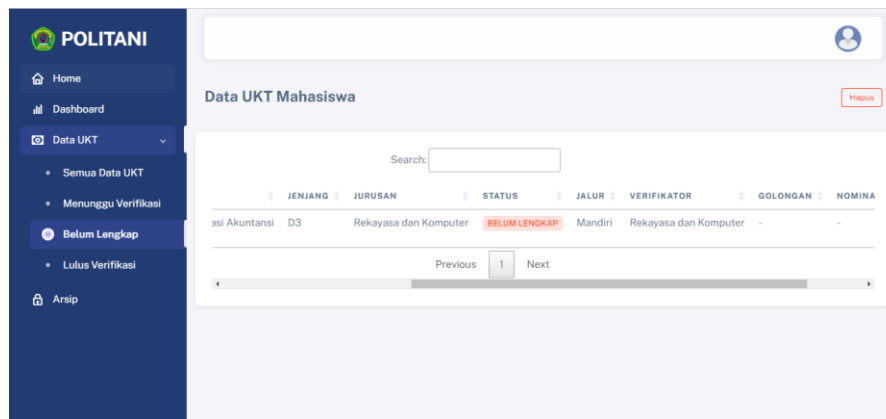 POLITANI
Home
Dashboard
Data UKT
Semua Data UKT
Menunggu Verifikasi
Belum Lengkap
Lulus Verifikasi
Arsip
Data UKT Mahasiswa
Hapus
Search:
JENJANG JURUSAN STATUS JALUR VERIFIKATOR GOLONGAN NOMINA
asi Akuntansi D3 Rekayasa dan Komputer BELUM LENGKAP Mandiri Rekayasa dan Komputer - -
Previous 1 Next